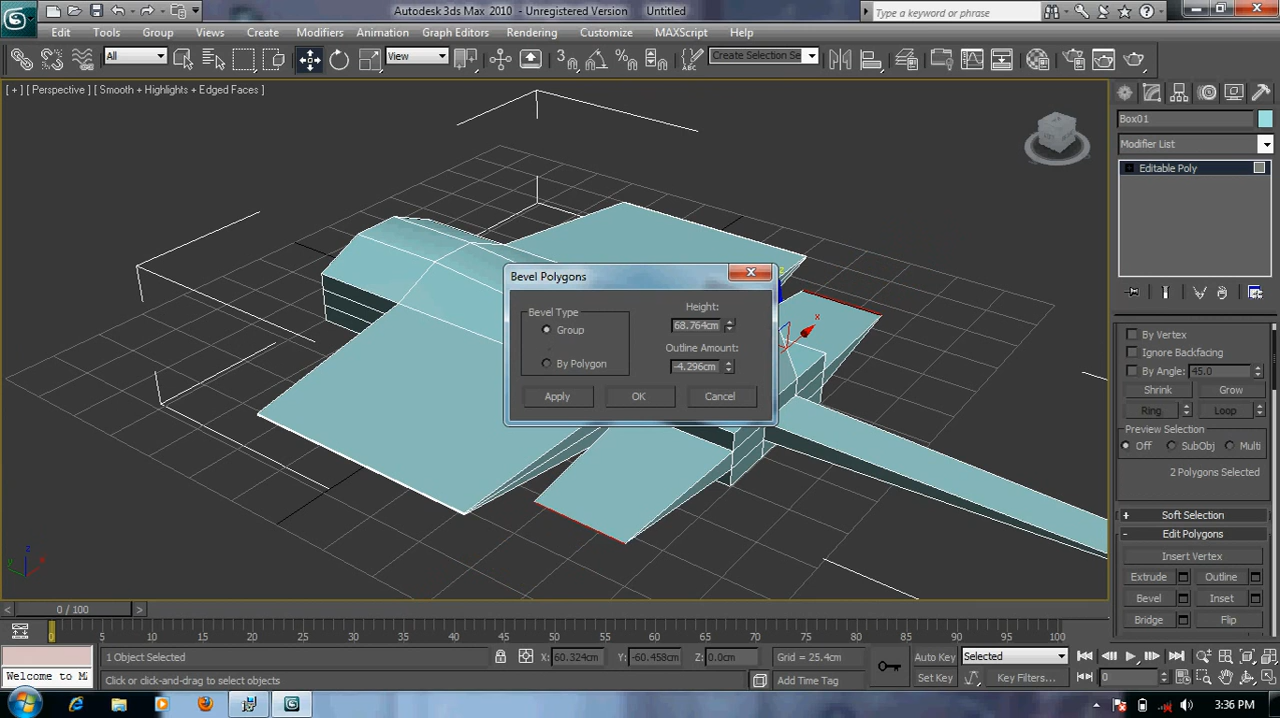 Autodesk 3ds Max 2010 - Unregistered Version Untitled
Type a keyword or phrase
Edit Tools Group Views Create Modifiers Animation Graph Editors Rendering Customize MAXScript Help
All View Create Selection Se
[ + ] [ Perspective ] [ Smooth + Highlights + Edged Faces ]
Box01
Modifier List
Editable Poly
Bevel Polygons
Bevel Type
Group
By Polygon
Height:
68.764cm
Outline Amount:
-4.296cm
Apply OK Cancel
x
By Vertex
Ignore Backfacing
By Angle: 45.0
Shrink Grow
Ring Loop
Preview Selection
Off SubObj Multi
2 Polygons Selected
+ Soft Selection
- Edit Polygons
Insert Vertex
Extrude Outline
Bevel Inset
Bridge Flip
z
y x
< 0 / 100 >
0 5 10 15 20 25 30 35 40 45 50 55 60 65 70 75 80 85 90 95 100
1 Object Selected X: 60.324cm Y: -60.458cm Z: 0.0cm Grid = 25.4cm Auto Key Selected
Welcome to M Click or click-and-drag to select objects Add Time Tag Set Key Key Filters... 0
3:36 PM